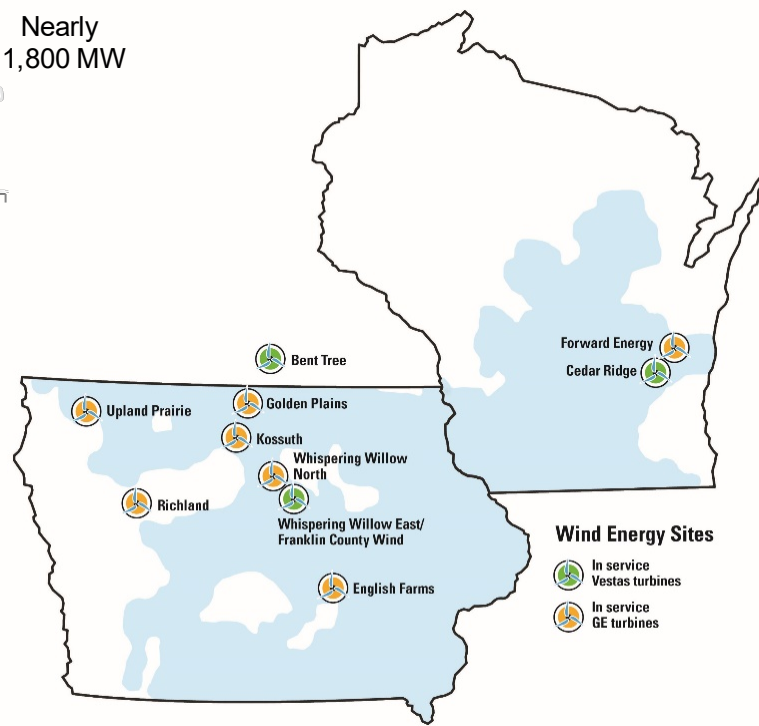 Nearly
1,800 MW
Bent Tree
Forward Energy
Cedar Ridge
Upland Prairie
Golden Plains
Kossuth
Whispering Willow
North
Richland
Whispering Willow East/
Franklin County Wind
English Farms
Wind Energy Sites
In service
Vestas turbines
In service
GE turbines